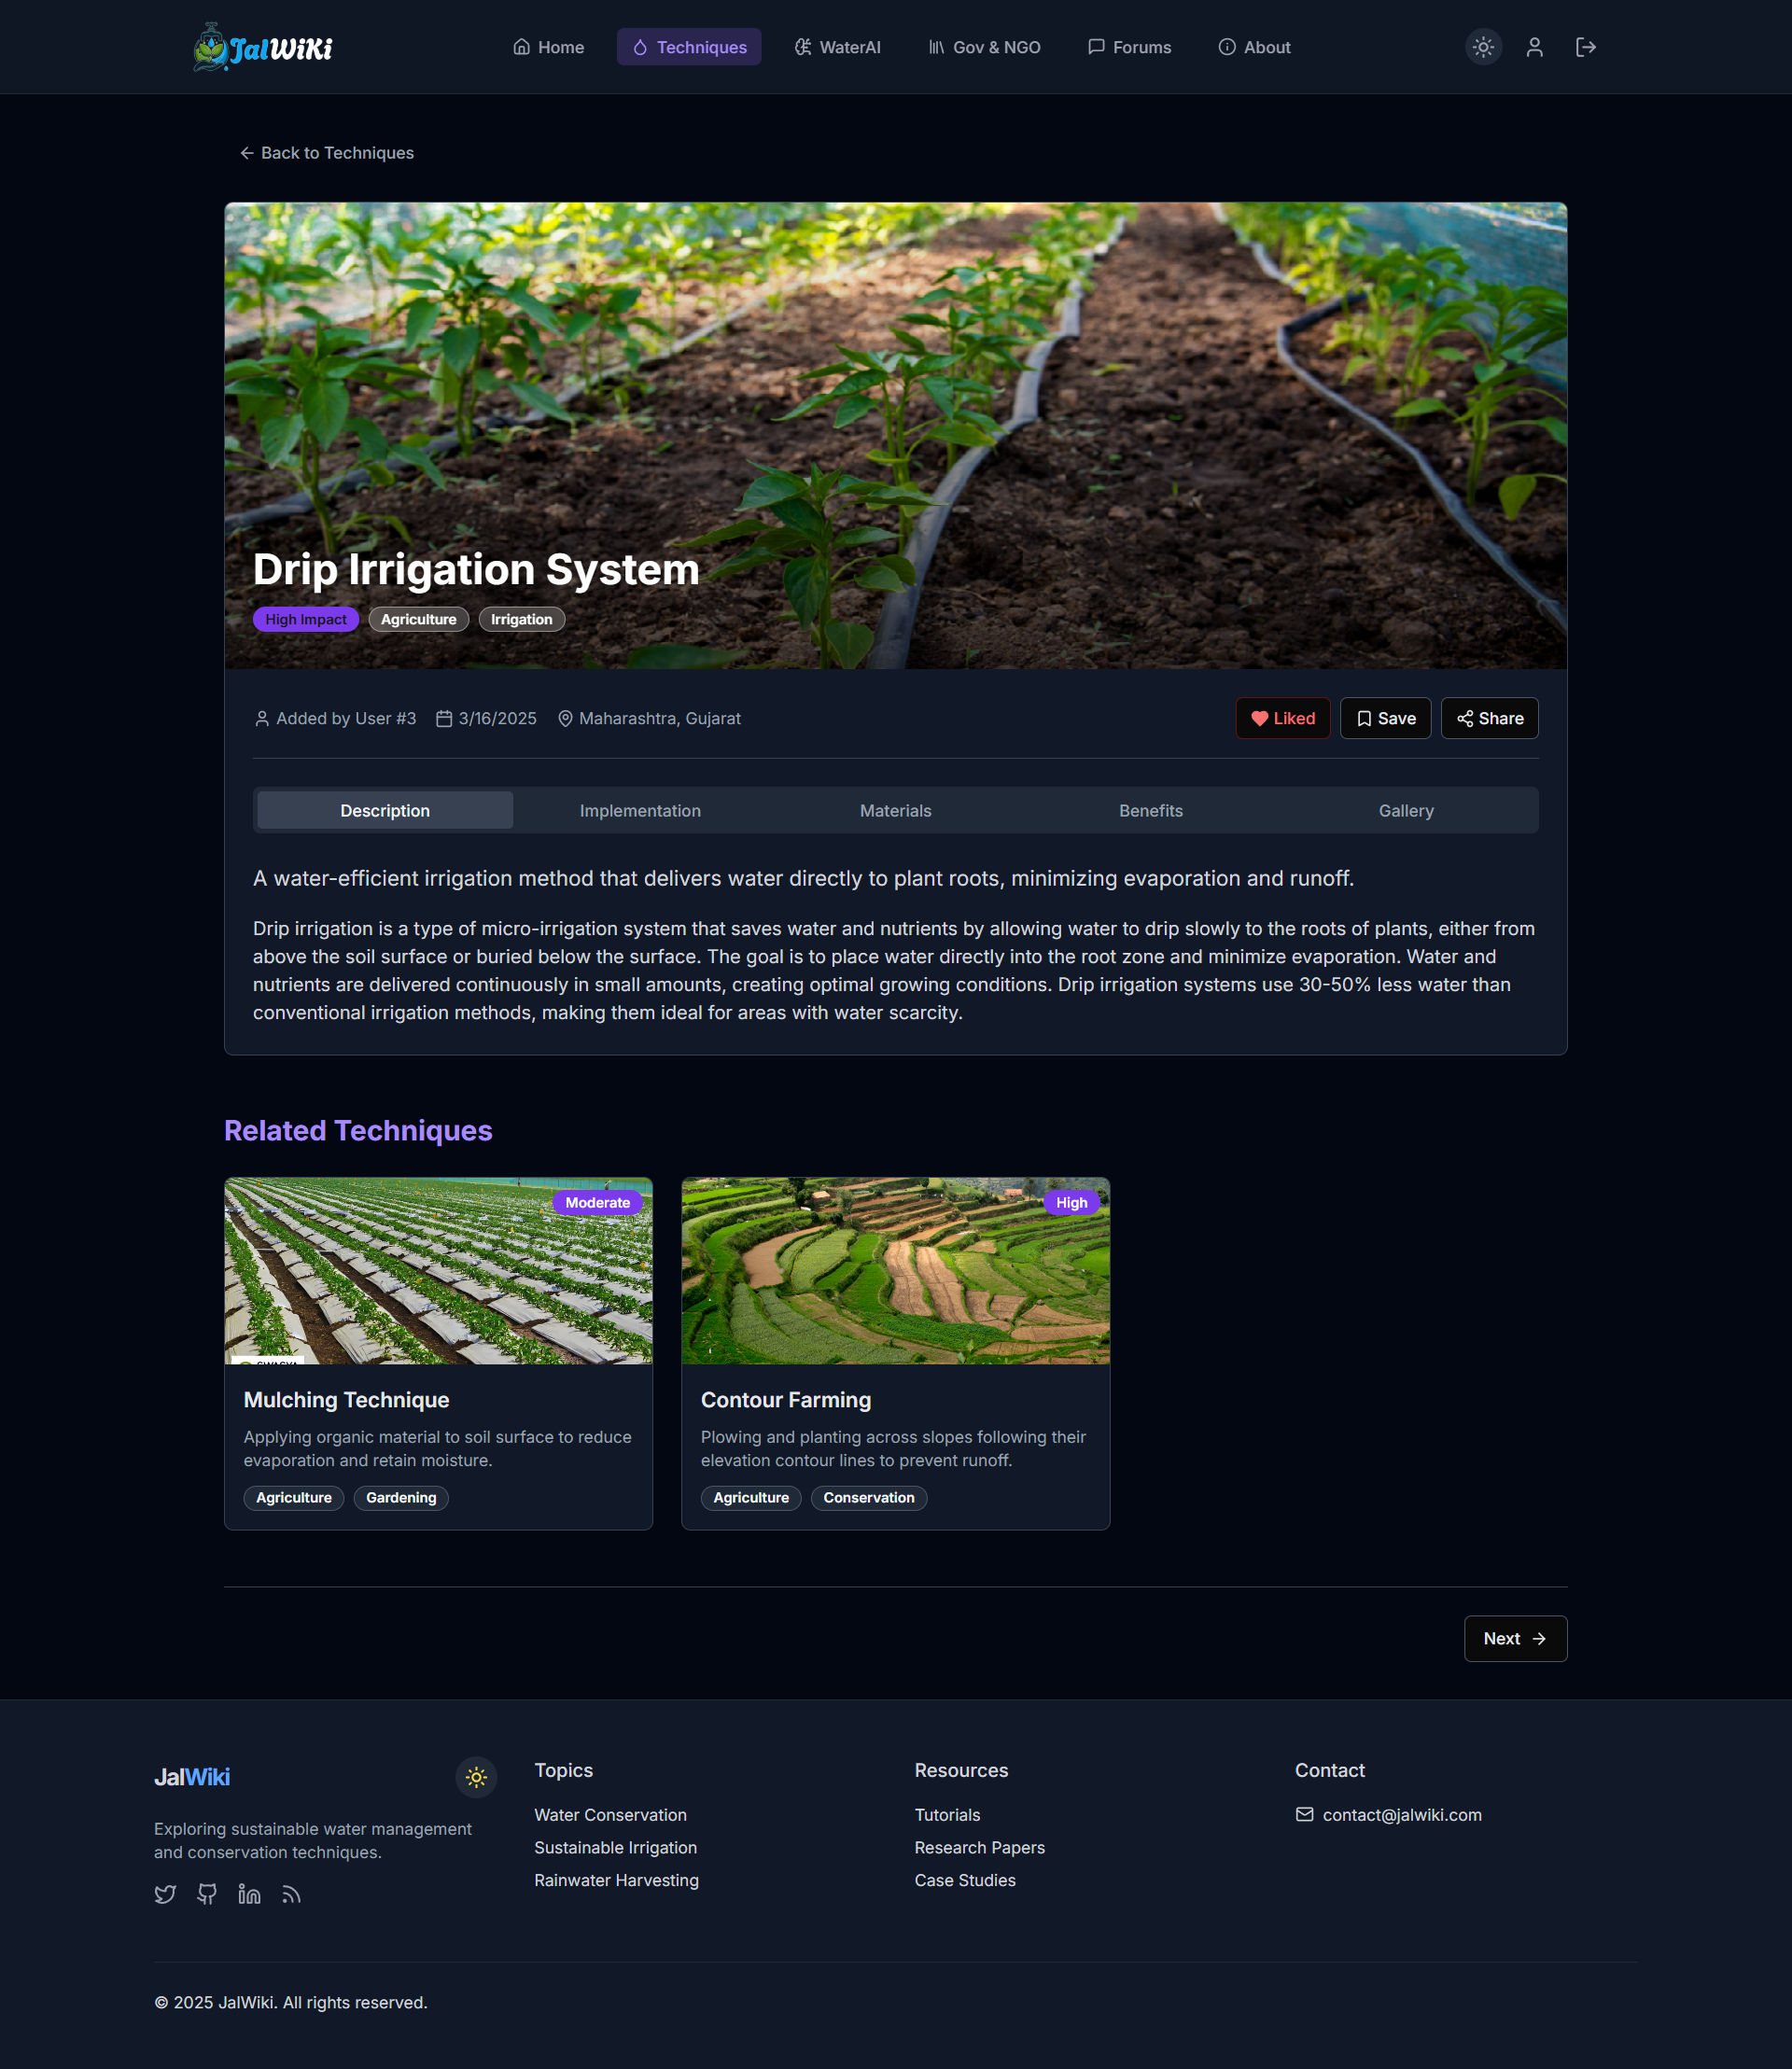 JalWiKi
Home
Techniques
WaterAI
Gov & NGO
Forums
About
Back to Techniques
Drip Irrigation System
High Impact
Agriculture
Irrigation
Added by User #3
3/16/2025
Maharashtra, Gujarat
Liked
Save
Share
Description
Implementation
Materials
Benefits
Gallery
A water-efficient irrigation method that delivers water directly to plant roots, minimizing evaporation and runoff.
Drip irrigation is a type of micro-irrigation system that saves water and nutrients by allowing water to drip slowly to the roots of plants, either from
above the soil surface or buried below the surface. The goal is to place water directly into the root zone and minimize evaporation. Water and
nutrients are delivered continuously in small amounts, creating optimal growing conditions. Drip irrigation systems use 30-50% less water than
conventional irrigation methods, making them ideal for areas with water scarcity.
Related Techniques
Moderate
Mulching Technique
Applying organic material to soil surface to reduce
evaporation and retain moisture.
Agriculture
Gardening
High
Contour Farming
Plowing and planting across slopes following their
elevation contour lines to prevent runoff.
Agriculture
Conservation
Next
JalWiki
Exploring sustainable water management
and conservation techniques.
Topics
Water Conservation
Sustainable Irrigation
Rainwater Harvesting
Resources
Tutorials
Research Papers
Case Studies
Contact
contact@jalwiki.com
© 2025 JalWiki. All rights reserved.